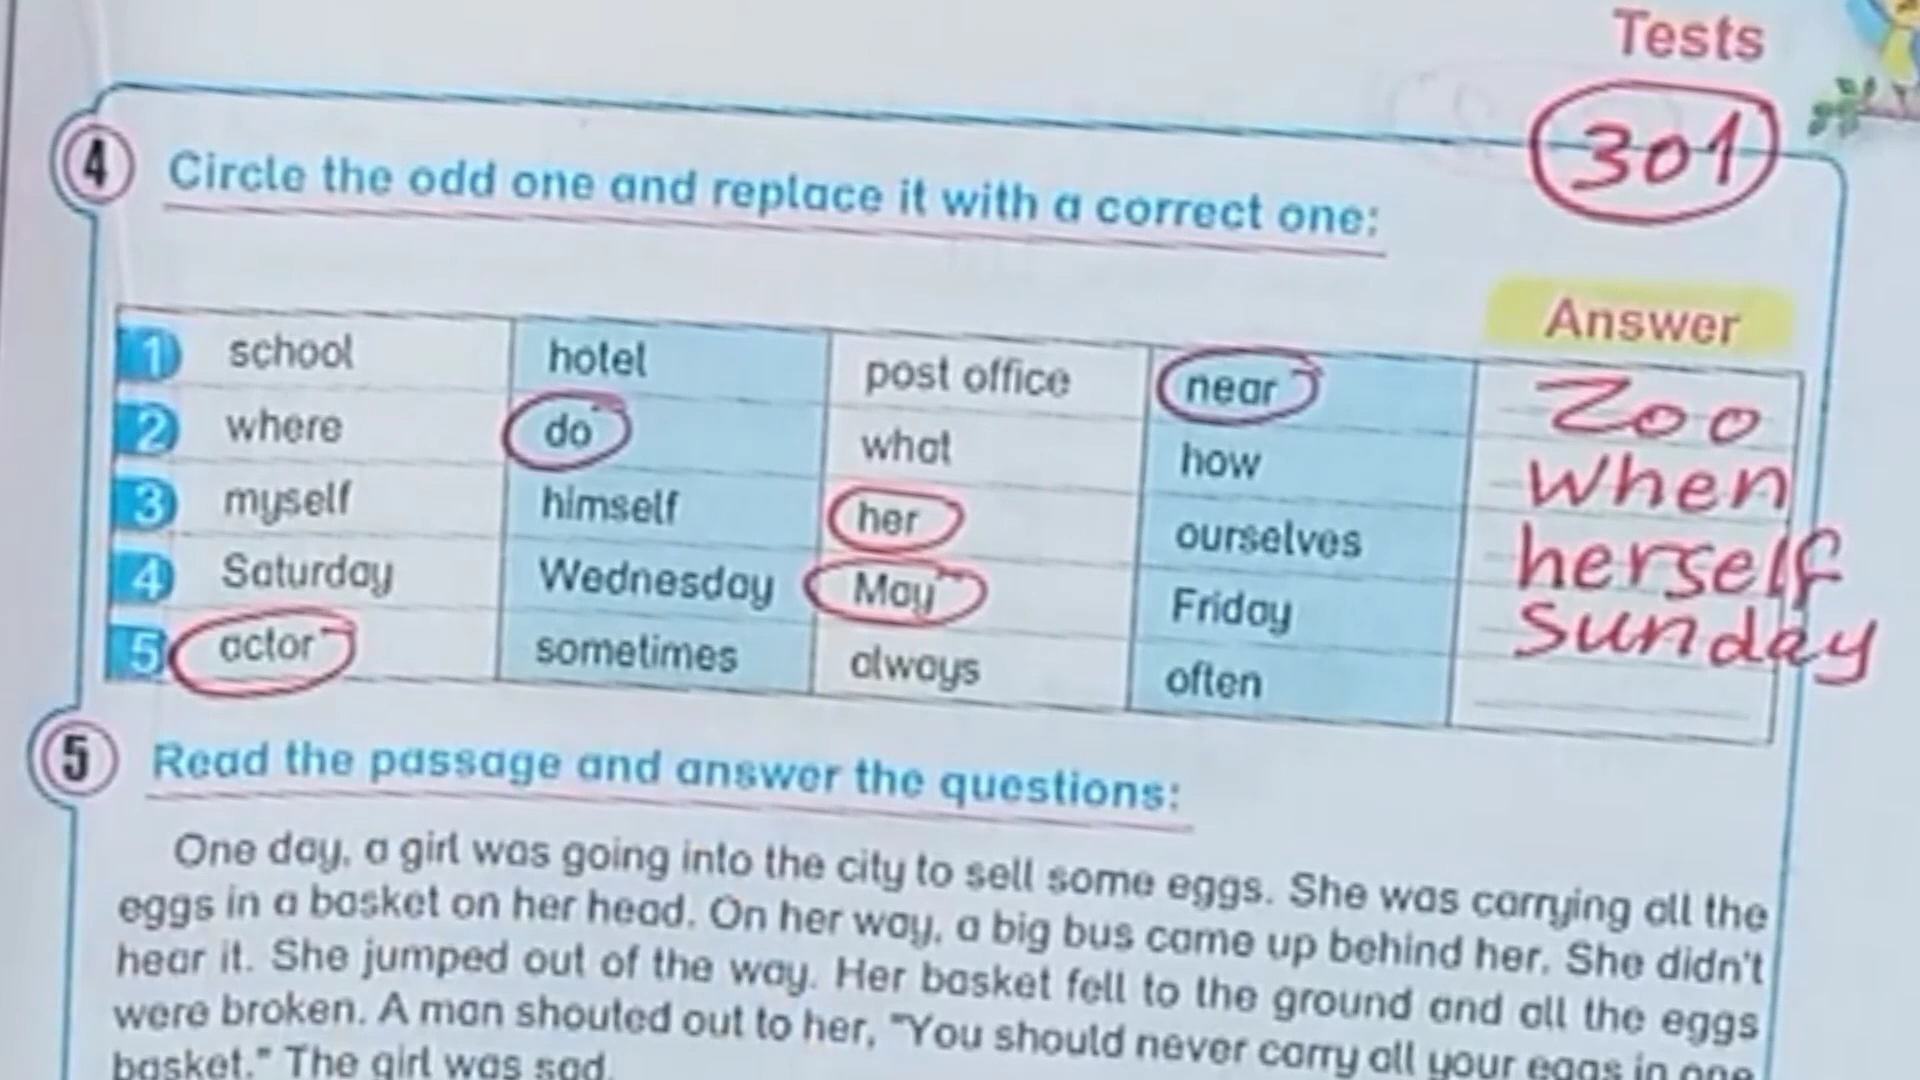 Tests
301
4 Circle the odd one and replace it with a correct one:
Answer
1 school hotel post office near Zoo
2 where do what how when
3 myself himself her ourselves herself
4 Saturday Wednesday May Friday Sunday
5 actor sometimes always often
5 Read the passage and answer the questions:
One day, a girl was going into the city to sell some eggs. She was carrying all the
eggs in a basket on her head. On her way, a big bus came up behind her. She didn't
hear it. She jumped out of the way. Her basket fell to the ground and all the eggs
were broken. A man shouted out to her, "You should never carry all your eggs in one
basket." The girl was sad.